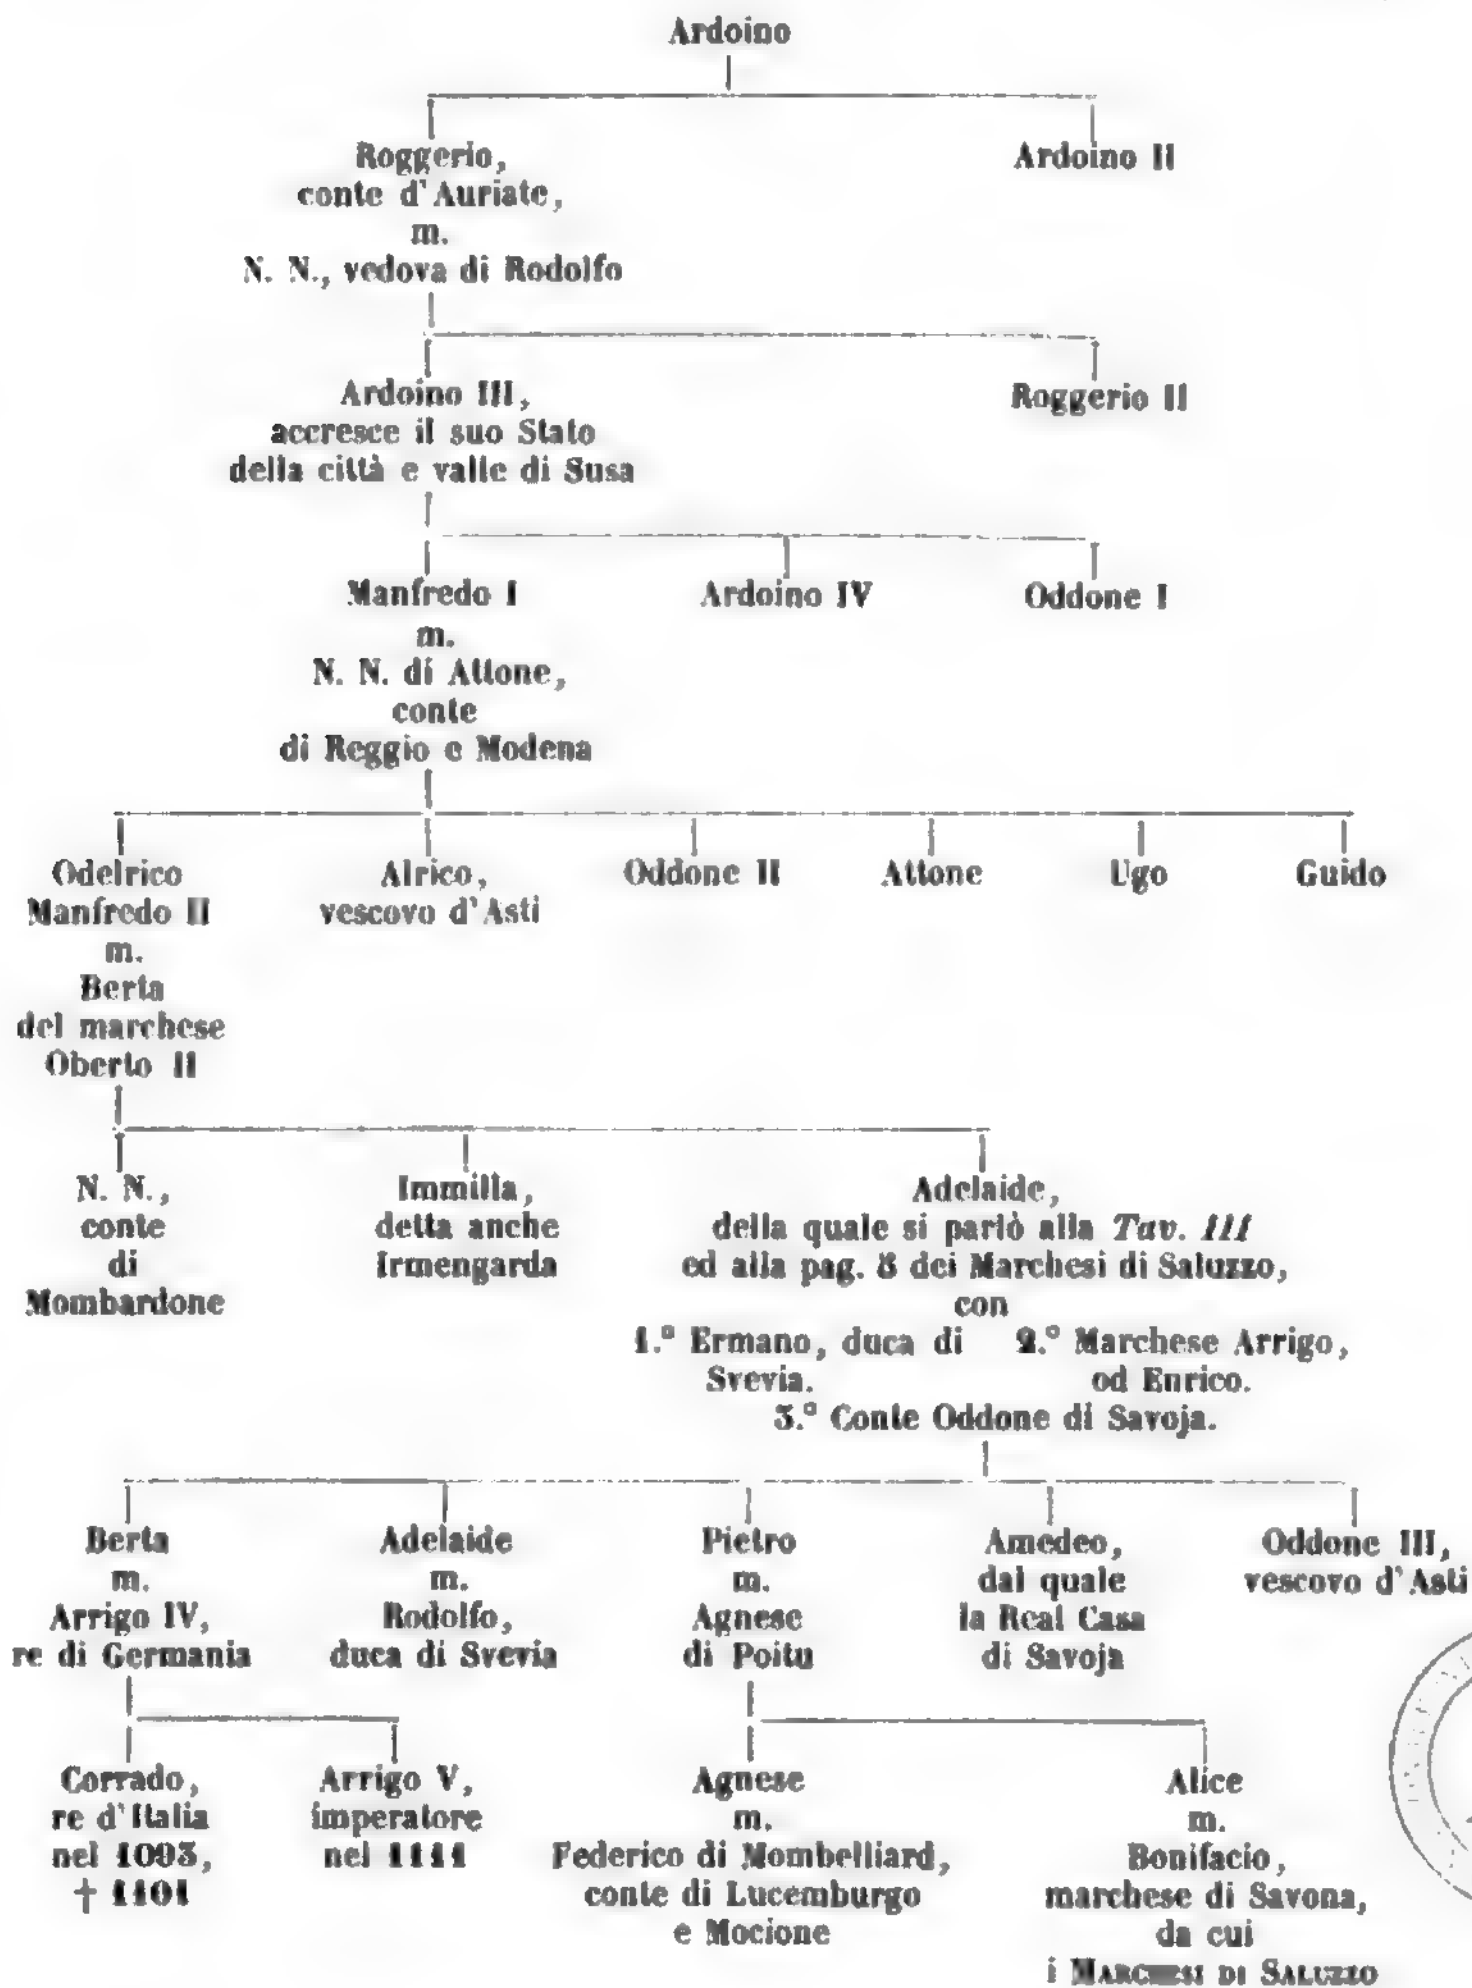 Ardoino
Roggerio,
conte d'Auriate,
m.
N. N., vedova di Rodolfo
Ardoino II
Ardoino III,
accresce il suo Stato
della città e valle di Susa
Roggerio II
Manfredo I
m.
N. N. di Attone,
conte
di Reggio e Modena
Ardoino IV
Oddone I
Odelrico
Manfredo II
m.
Berta
del marchese
Oberto II
Alrico,
vescovo d'Asti
Oddone II
Attone
Ugo
Guido
N. N.,
conte
di
Mombardone
Immilla,
detta anche
Irmengarda
Adelaide,
della quale si parlò alla Tav. III
ed alla pag. 5 dei Marchesi di Saluzzo,
con
1.° Ermano, duca di
Svevia.
2.° Marchese Arrigo,
od Enrico.
3.° Conte Oddone di Savoja.
Berta
m.
Arrigo IV,
re di Germania
Adelaide
m.
Rodolfo,
duca di Svevia
Pietro
m.
Agnese
di Poitu
Amedeo,
dal quale
la Real Casa
di Savoja
Oddone III,
vescovo d'Asti
Corrado,
re d'Italia
nel 1093,
† 1101
Arrigo V,
imperatore
nel 1111
Agnese
m.
Federico di Mombelliard,
conte di Lucemburgo
e Mocione
Alice
m.
Bonifacio,
marchese di Savona,
da cui
i MARCHESI DI SALUZZO